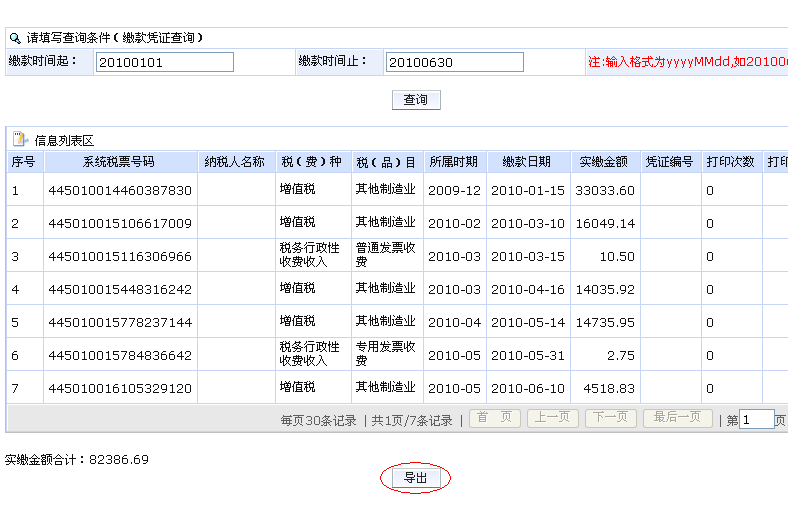 请填写查询条件（缴款凭证查询）
缴款时间起： 20100101 缴款时间止： 20100630 注:输入格式为yyyyMMdd,如20100
查询
信息列表区
序号 系统税票号码 纳税人名称 税（费）种 税（品）目 所属时期 缴款日期 实缴金额 凭证编号 打印次数 打印
1 445010014460387830 增值税 其他制造业 2009-12 2010-01-15 33033.60 0
2 445010015106617009 增值税 其他制造业 2010-02 2010-03-10 16049.14 0
3 445010015116306966 税务行政性收费收入 普通发票收费 2010-03 2010-03-15 10.50 0
4 445010015448316242 增值税 其他制造业 2010-03 2010-04-16 14035.92 0
5 445010015778237144 增值税 其他制造业 2010-04 2010-05-14 14735.95 0
6 445010015784836642 税务行政性收费收入 专用发票收费 2010-05 2010-05-31 2.75 0
7 445010016105329120 增值税 其他制造业 2010-05 2010-06-10 4518.83 0
每页30条记录 | 共1页/7条记录 | 首 页 上一页 下一页 最后一页 | 第 1 页
实缴金额合计：82386.69
导出